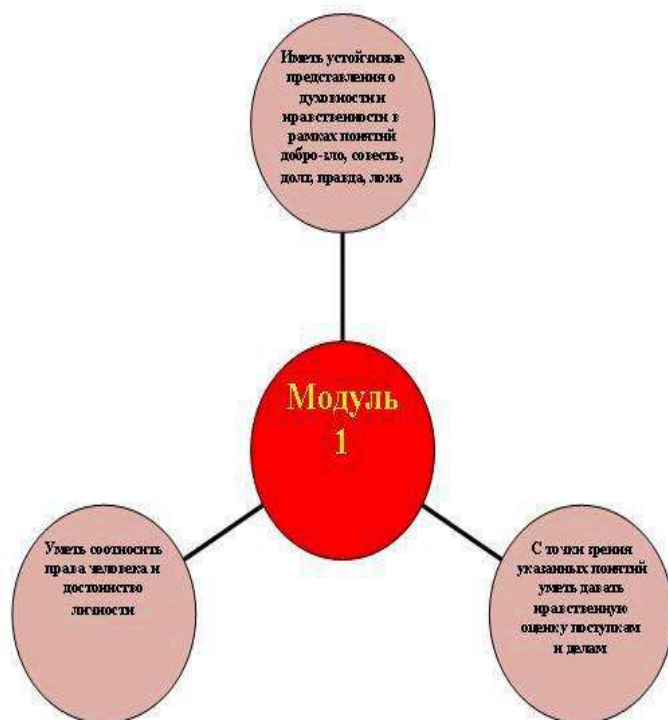 Иметь устойчивые
представления о
духовности и
нравственности в
рамках понятий
добро-зло, совесть,
долг, правда, ложь
Модуль
1
Уметь соотносить
права человека и
достоинство
личности
С точки зрения
указанных понятий
уметь давать
нравственную
оценку поступкам
и делам